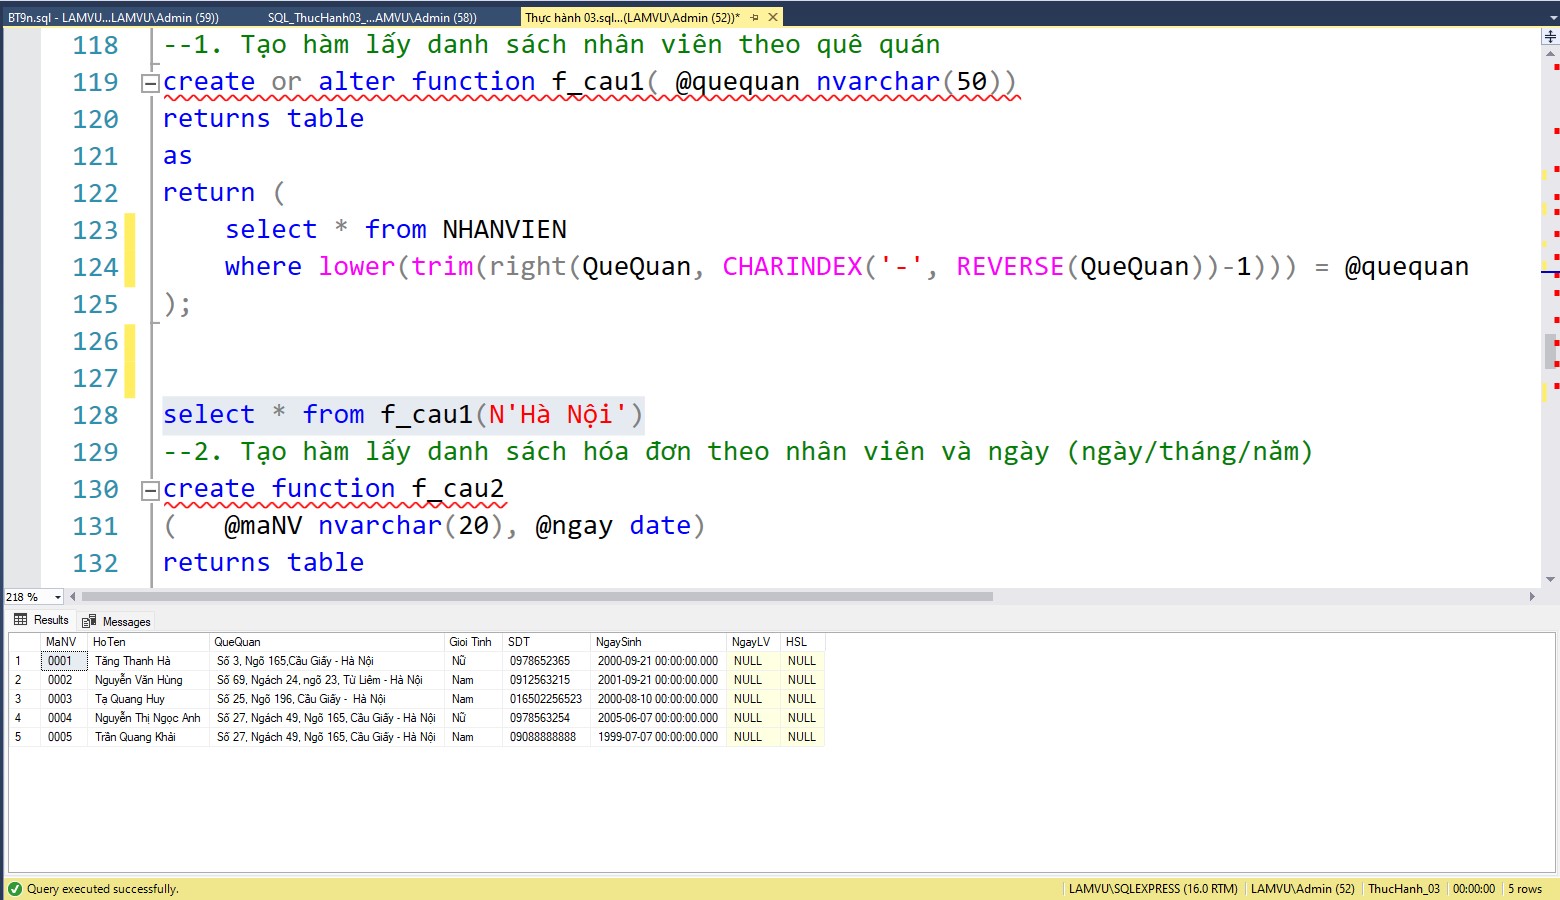 BT9n.sql - LAMVU...LAMVU\Admin (59)) SQL_ThucHanh03_...AMVU\Admin (58)) Thực hành 03.sql...(LAMVU\Admin (52))*
118 --1. Tạo hàm lấy danh sách nhân viên theo quê quán
119 create or alter function f_cau1( @quequan nvarchar(50))
120 returns table
121 as
122 return (
123 select * from NHANVIEN
124 where lower(trim(right(QueQuan, CHARINDEX('-', REVERSE(QueQuan))-1))) = @quequan
125 );
126
127
128 select * from f_cau1(N'Hà Nội')
129 --2. Tạo hàm lấy danh sách hóa đơn theo nhân viên và ngày (ngày/tháng/năm)
130 create function f_cau2
131 ( @maNV nvarchar(20), @ngay date)
132 returns table
218 %
Results Messages
MaNV HoTen QueQuan Gioi Tinh SDT NgaySinh NgayLV HSL
1 0001 Tăng Thanh Hà Số 3, Ngõ 165,Cầu Giấy - Hà Nội Nữ 0978652365 2000-09-21 00:00:00.000 NULL NULL
2 0002 Nguyễn Văn Hùng Số 69, Ngách 24, ngõ 23, Từ Liêm - Hà Nội Nam 0912563215 2001-09-21 00:00:00.000 NULL NULL
3 0003 Tạ Quang Huy Số 25, Ngõ 196, Cầu Giấy - Hà Nội Nam 016502256523 2000-08-10 00:00:00.000 NULL NULL
4 0004 Nguyễn Thị Ngọc Anh Số 27, Ngách 49, Ngõ 165, Cầu Giấy - Hà Nội Nữ 0978563254 2005-06-07 00:00:00.000 NULL NULL
5 0005 Trần Quang Khải Số 27, Ngách 49, Ngõ 165, Cầu Giấy - Hà Nội Nam 09088888888 1999-07-07 00:00:00.000 NULL NULL
Query executed successfully. LAMVU\SQLEXPRESS (16.0 RTM) LAMVU\Admin (52) ThucHanh_03 00:00:00 5 rows